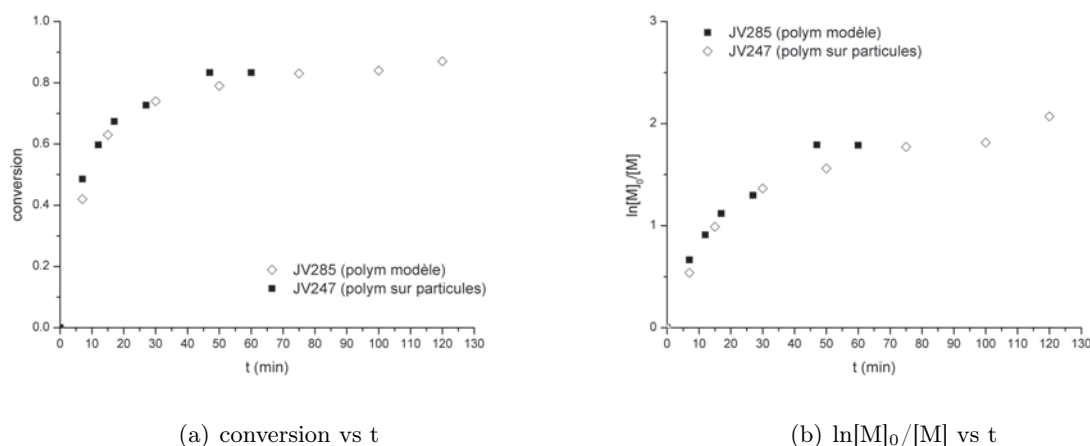 1.0
0.8
0.6
0.4
0.2
0.0
conversion
0 10 20 30 40 50 60 70 80 90 100 110 120 130
t (min)
JV285 (polym modèle)
JV247 (polym sur particules)
(a) conversion vs t
3
2
1
0
ln[M]0/[M]
10 20 30 40 50 60 70 80 90 100 110 120 130
t (min)
JV285 (polym modèle)
JV247 (polym sur particules)
(b) ln[M]0/[M] vs t